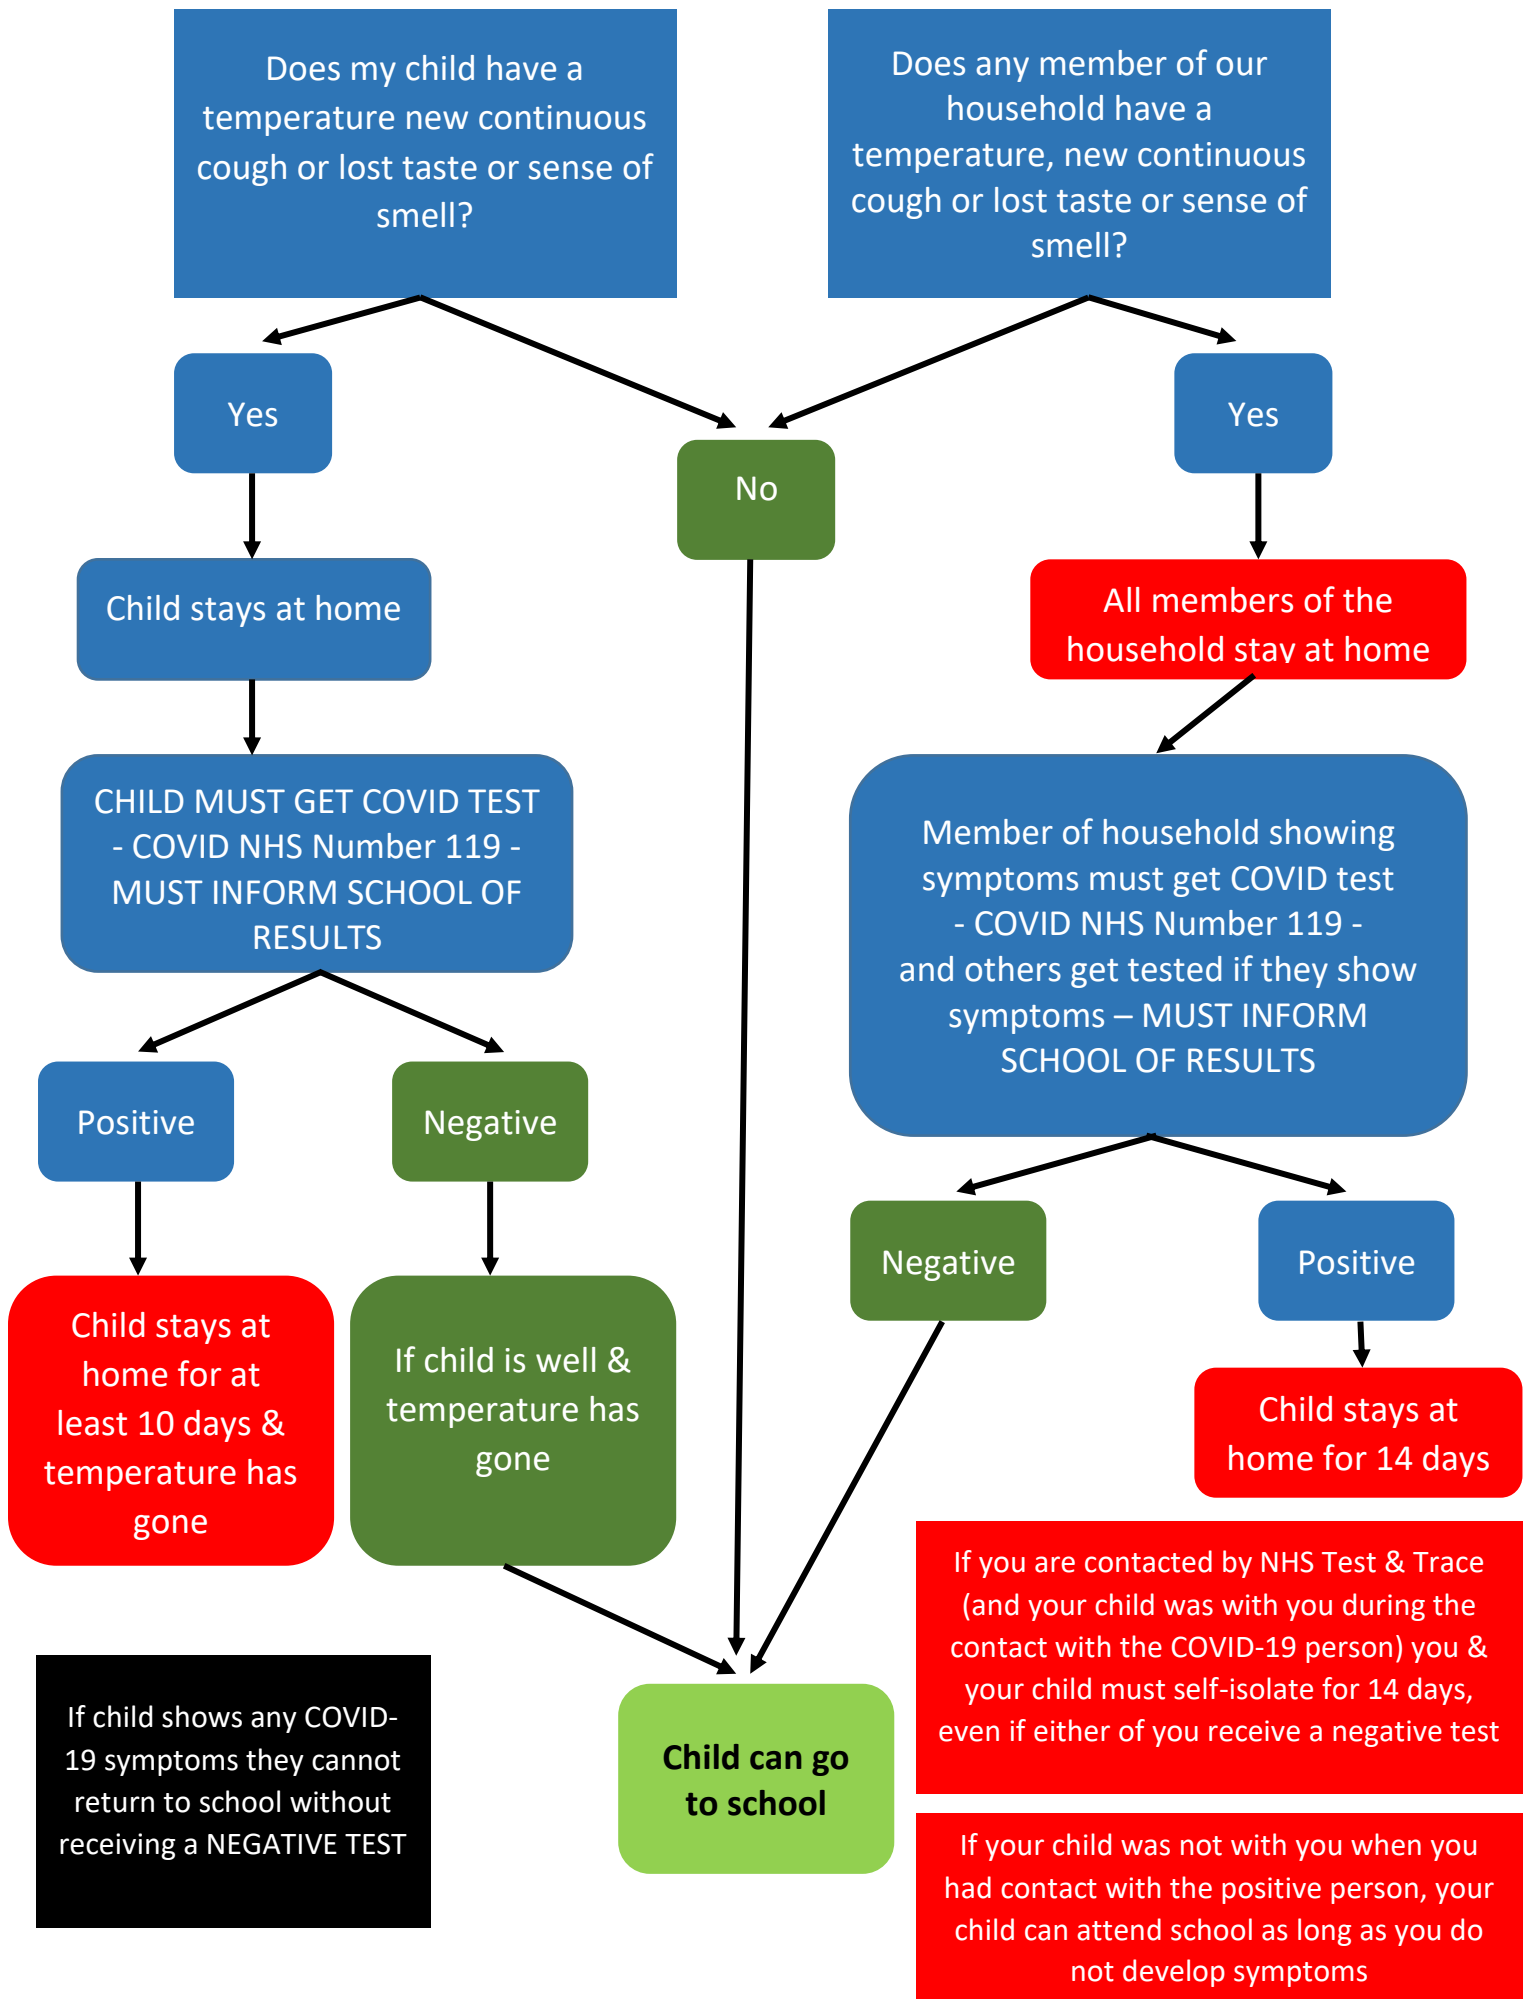 Does my child have a
temperature new continuous
cough or lost taste or sense of
smell?
Does any member of our
household have a
temperature, new continuous
cough or lost taste or sense of
smell?
Yes
No
Yes
Child stays at home
All members of the
household stay at home
CHILD MUST GET COVID TEST
- COVID NHS Number 119 -
MUST INFORM SCHOOL OF
RESULTS
Member of household showing
symptoms must get COVID test
- COVID NHS Number 119 -
and others get tested if they show
symptoms – MUST INFORM
SCHOOL OF RESULTS
Positive
Negative
Negative
Positive
Child stays at
home for at
least 10 days &
temperature has
gone
If child is well &
temperature has
gone
Child stays at
home for 14 days
If you are contacted by NHS Test & Trace
(and your child was with you during the
contact with the COVID-19 person) you &
your child must self-isolate for 14 days,
even if either of you receive a negative test
If child shows any COVID-
19 symptoms they cannot
return to school without
receiving a NEGATIVE TEST
Child can go
to school
If your child was not with you when you
had contact with the positive person, your
child can attend school as long as you do
not develop symptoms